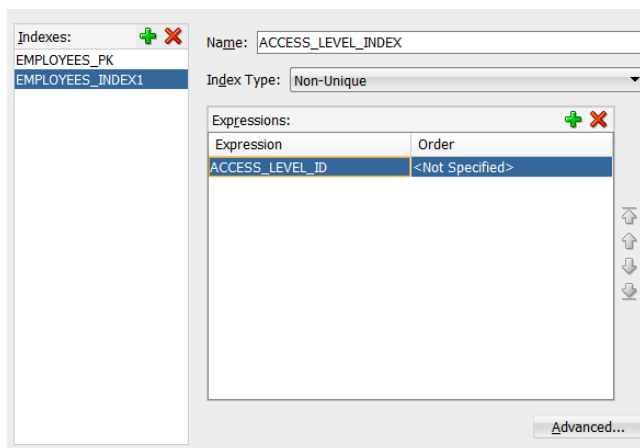 Indexes:
EMPLOYEES_PK
EMPLOYEES_INDEX1
Name: ACCESS_LEVEL_INDEX
Index Type: Non-Unique
Expressions:
Expression Order
ACCESS_LEVEL_ID <Not Specified>
Advanced...